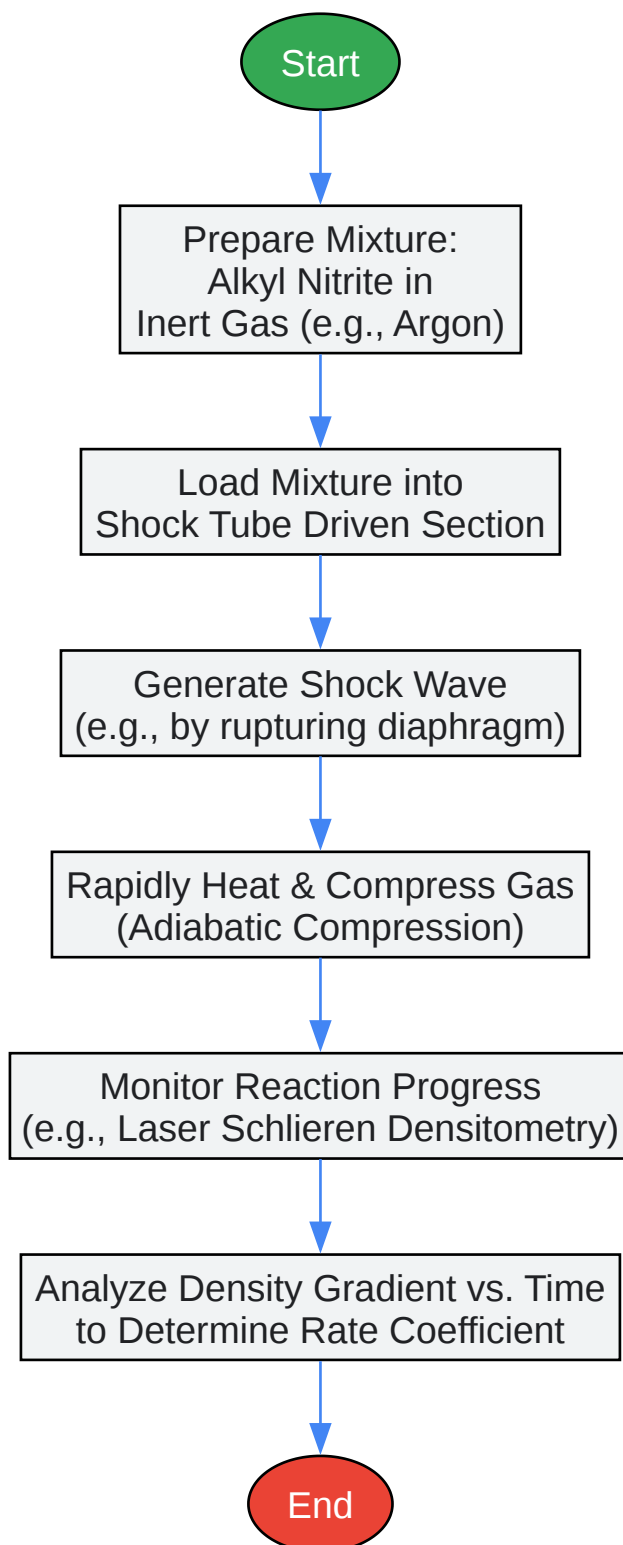 Start
Prepare Mixture:
Alkyl Nitrite in
Inert Gas (e.g., Argon)
Load Mixture into
Shock Tube Driven Section
Generate Shock Wave
(e.g., by rupturing diaphragm)
Rapidly Heat & Compress Gas
(Adiabatic Compression)
Monitor Reaction Progress
(e.g., Laser Schlieren Densitometry)
Analyze Density Gradient vs. Time
to Determine Rate Coefficient
End